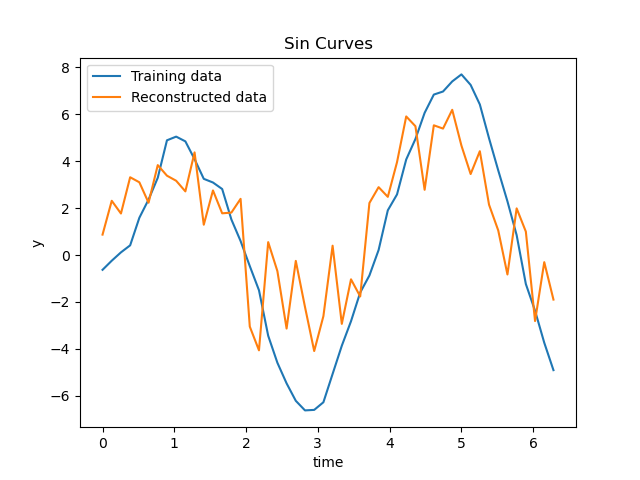 Sin Curves
Training data
Reconstructed data
8
6
4
2
0
−2
−4
−6
y
0 1 2 3 4 5 6
time